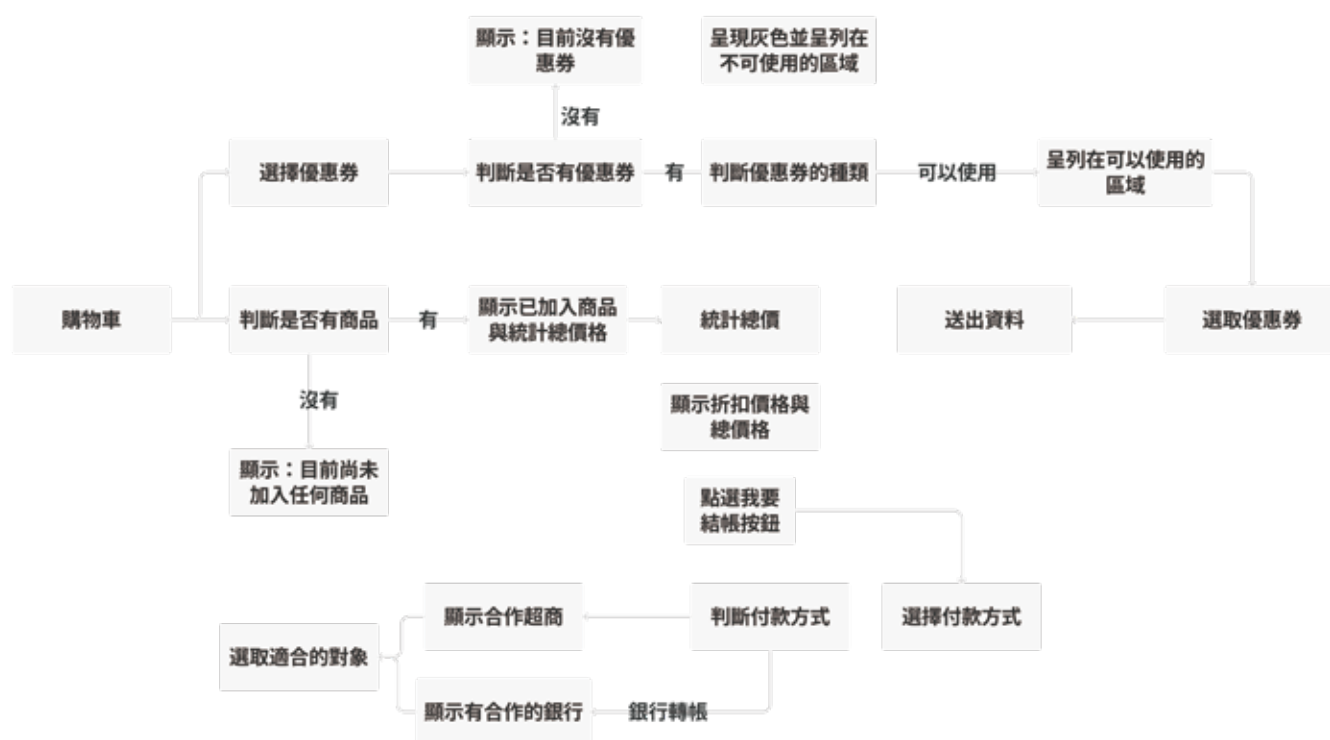 顯示：目前沒有優
惠券
呈現灰色並呈列在
不可使用的區域
沒有
選擇優惠券
判斷是否有優惠券
有
判斷優惠券的種類
可以使用
呈列在可以使用的
區域
購物車
判斷是否有商品
有
顯示已加入商品
與統計總價格
統計總價
送出資料
選取優惠券
沒有
顯示折扣價格與
總價格
顯示：目前尚未
加入任何商品
點選我要
結帳按鈕
顯示合作超商
判斷付款方式
選擇付款方式
選取適合的對象
顯示有合作的銀行
銀行轉帳